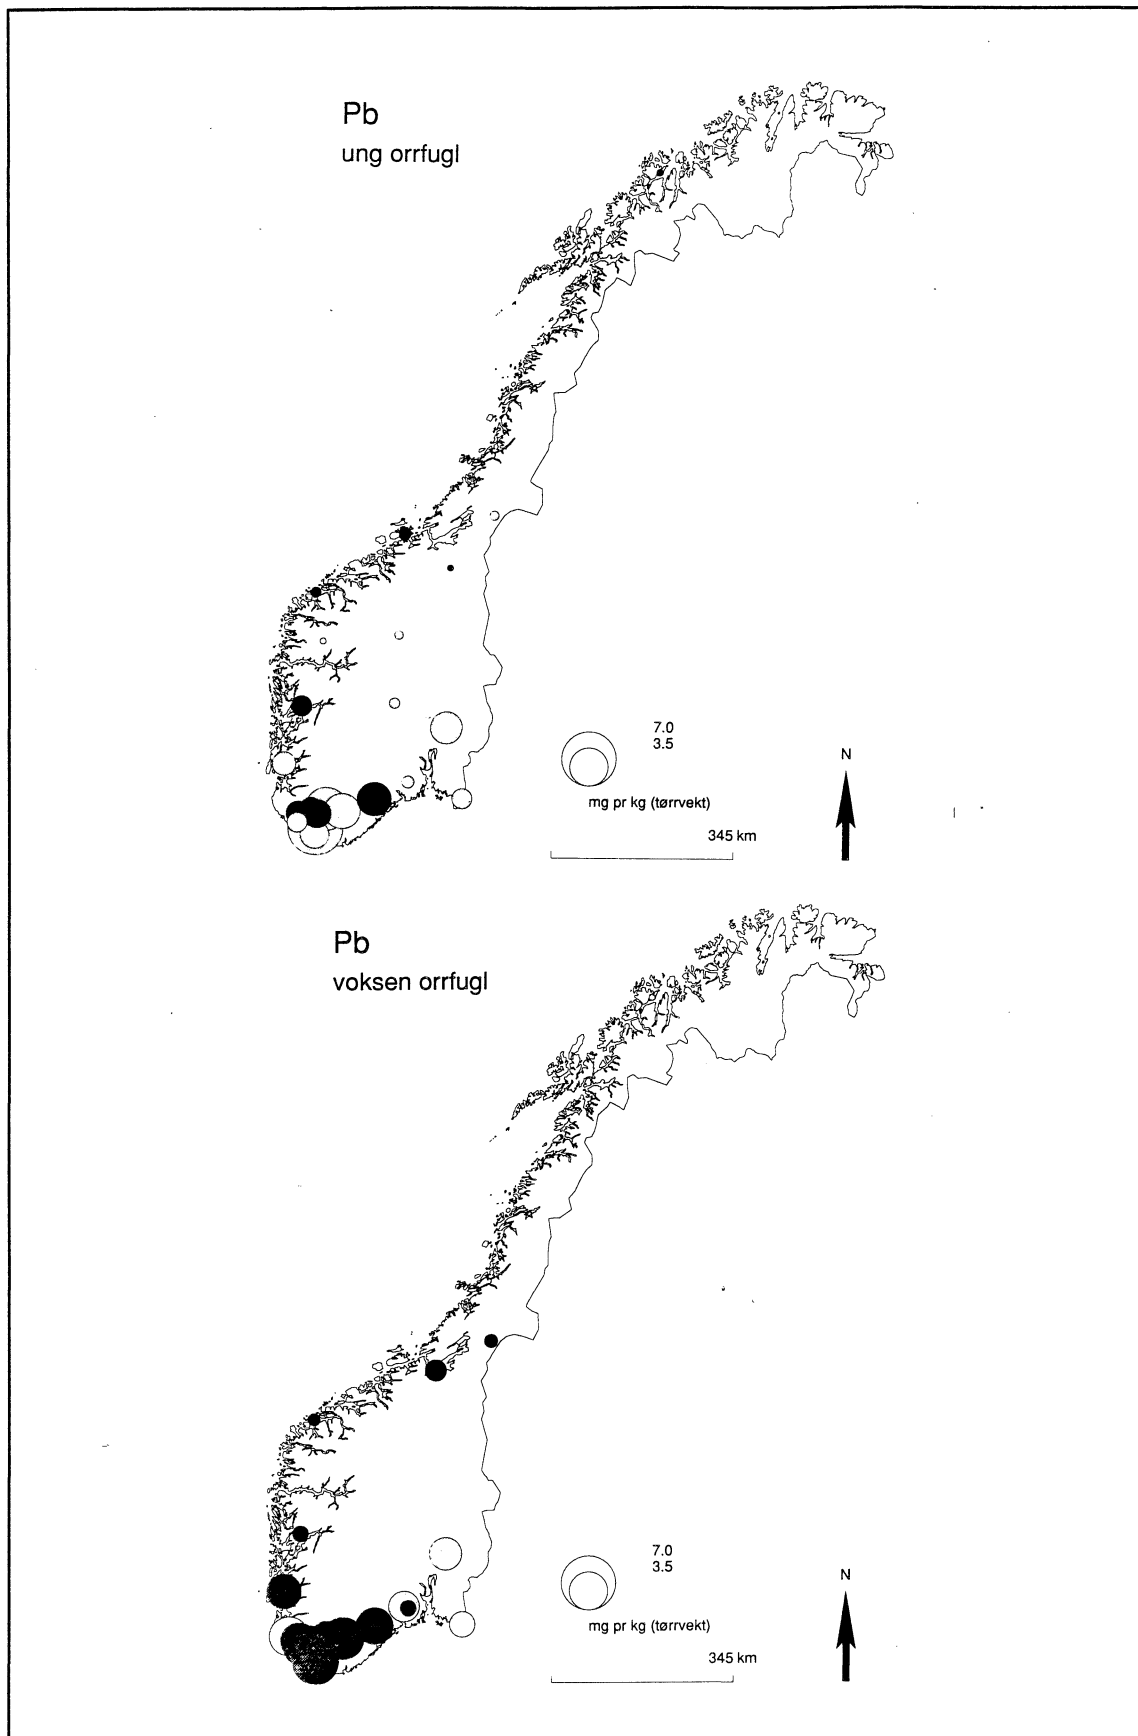 Pb
ung orrfugl
7.0
3.5
mg pr kg (tørrvekt)
345 km
N
Pb
voksen orrfugl
7.0
3.5
mg pr kg (tørrvekt)
345 km
N